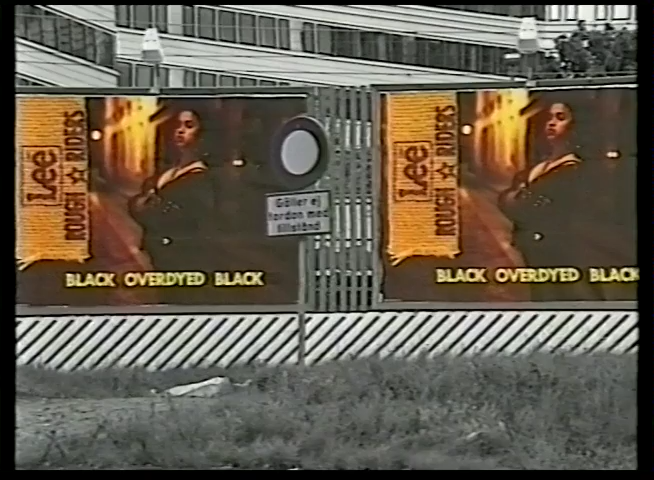 Lee
ROUGH ☆ RIDERS
BLACK OVERDYED BLACK
Gäller ej
fordon med
tillstånd
Lee
ROUGH ☆ RIDERS
BLACK OVERDYED BLACK